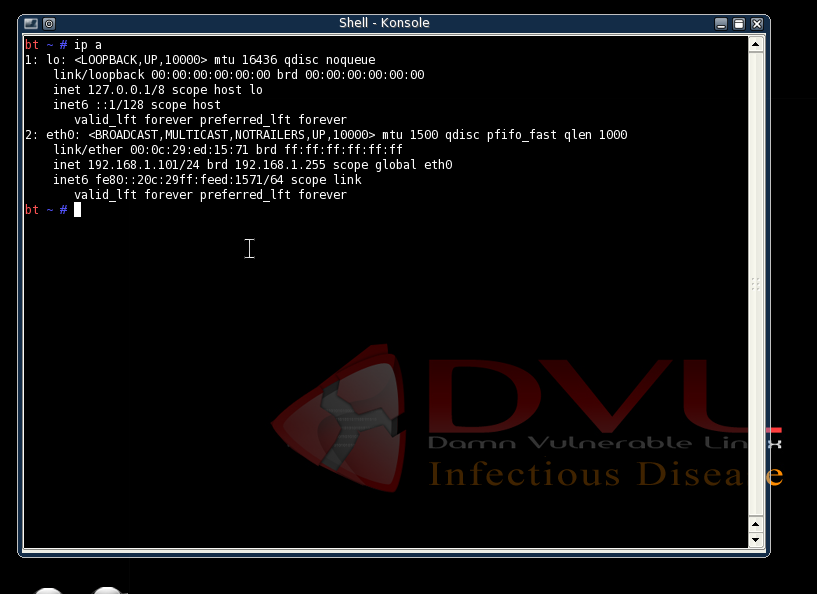 Shell - Konsole
bt ~ # ip a
1: lo: <LOOPBACK,UP,10000> mtu 16436 qdisc noqueue
    link/loopback 00:00:00:00:00:00 brd 00:00:00:00:00:00
    inet 127.0.0.1/8 scope host lo
    inet6 ::1/128 scope host
       valid_lft forever preferred_lft forever
2: eth0: <BROADCAST,MULTICAST,NOTRAILERS,UP,10000> mtu 1500 qdisc pfifo_fast qlen 1000
    link/ether 00:0c:29:ed:15:71 brd ff:ff:ff:ff:ff:ff
    inet 192.168.1.101/24 brd 192.168.1.255 scope global eth0
    inet6 fe80::20c:29ff:feed:1571/64 scope link
       valid_lft forever preferred_lft forever
bt ~ #
DVL
Damn Vulnerable Linux
Infectious Disease